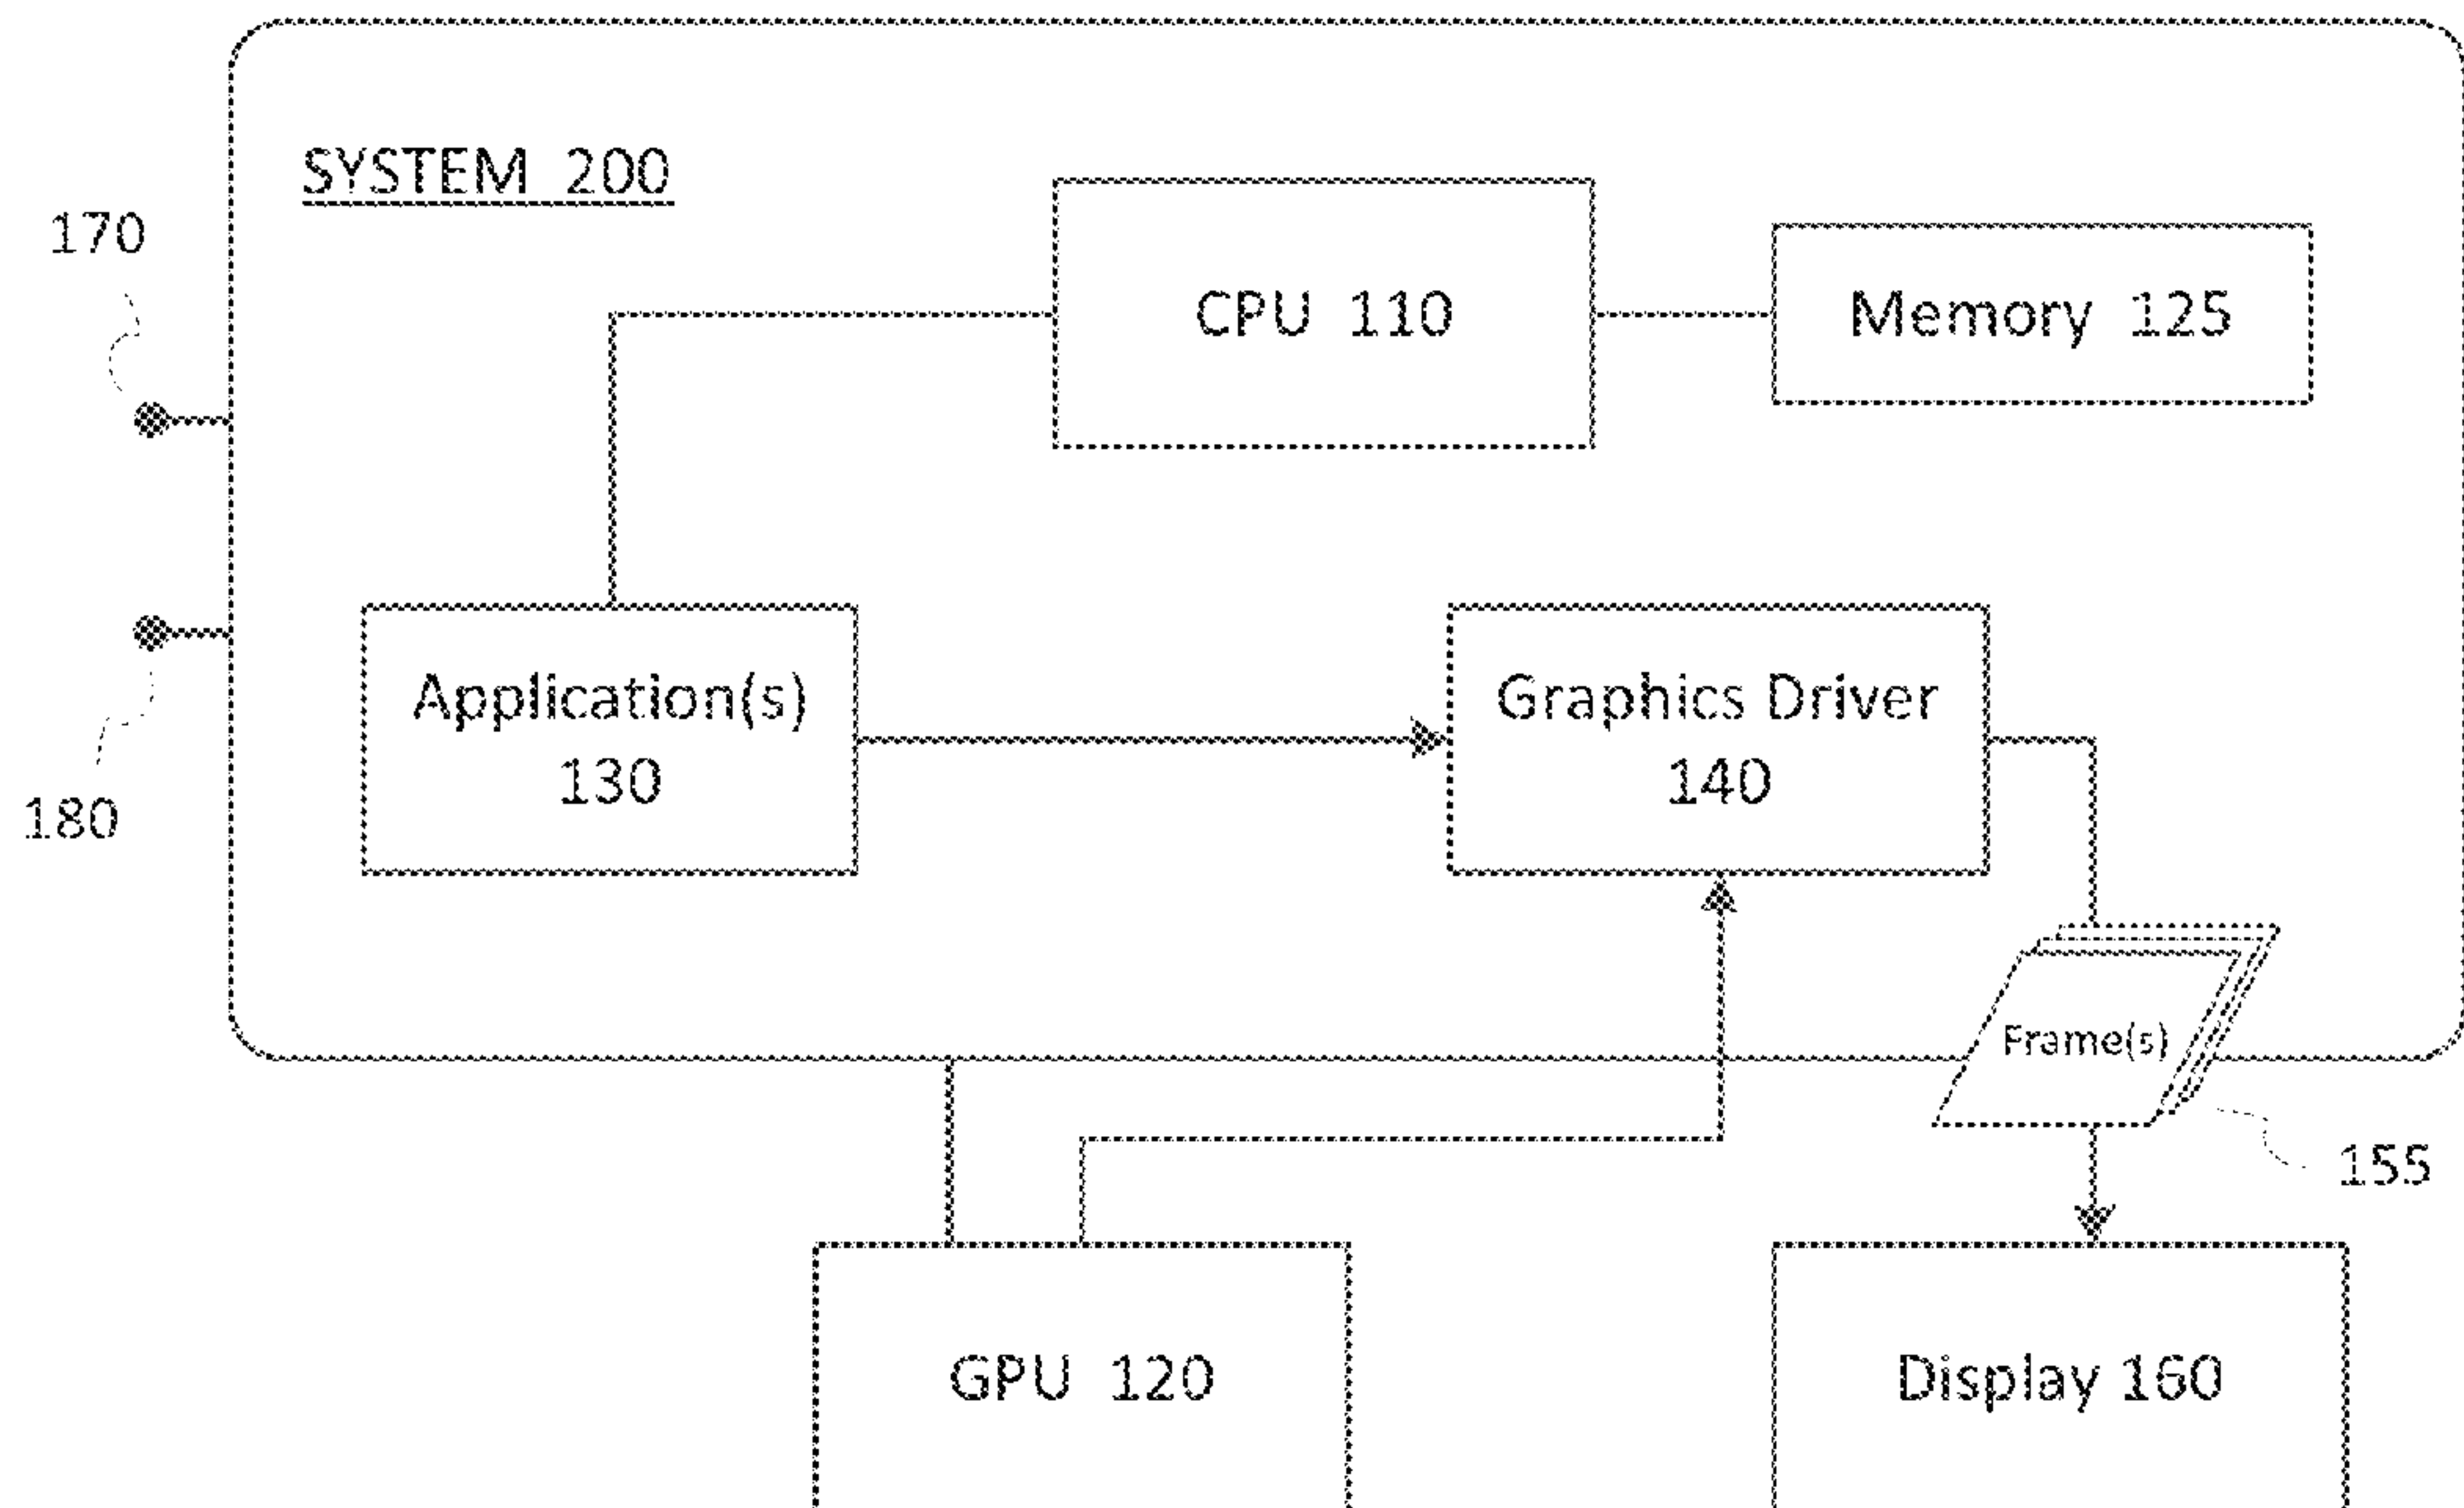 SYSTEM 200
170
CPU 110
Memory 125
Application(s)
130
Graphics Driver
140
180
Frame(s)
155
GPU 120
Display 160